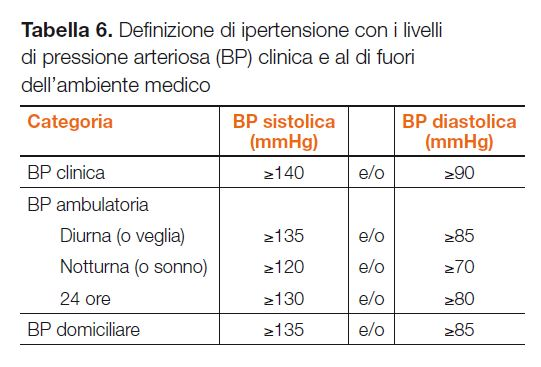 Tabella 6. Definizione di ipertensione con i livelli
di pressione arteriosa (BP) clinica e al di fuori
dell'ambiente medico
Categoria BP sistolica (mmHg) BP diastolica (mmHg)
BP clinica ≥140 e/o ≥90
BP ambulatoria
Diurna (o veglia) ≥135 e/o ≥85
Notturna (o sonno) ≥120 e/o ≥70
24 ore ≥130 e/o ≥80
BP domiciliare ≥135 e/o ≥85